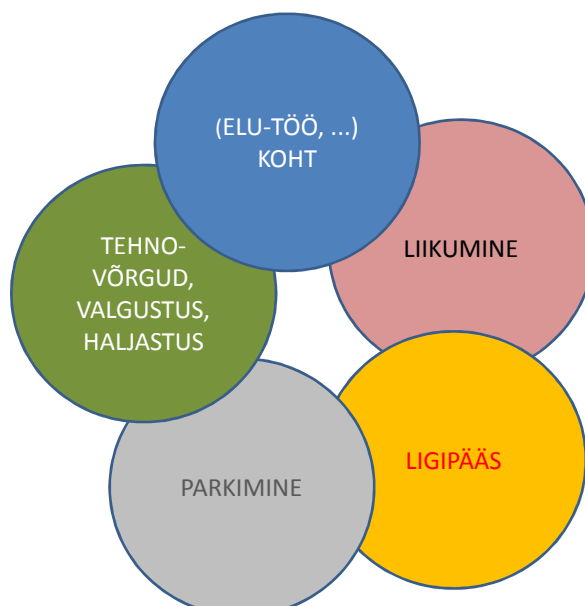 (ELU-TÖÖ, ...)
KOHT
TEHNO-
VÕRGUD,
VALGUSTUS,
HALJASTUS
LIIKUMINE
PARKIMINE
LIGIPÄÄS